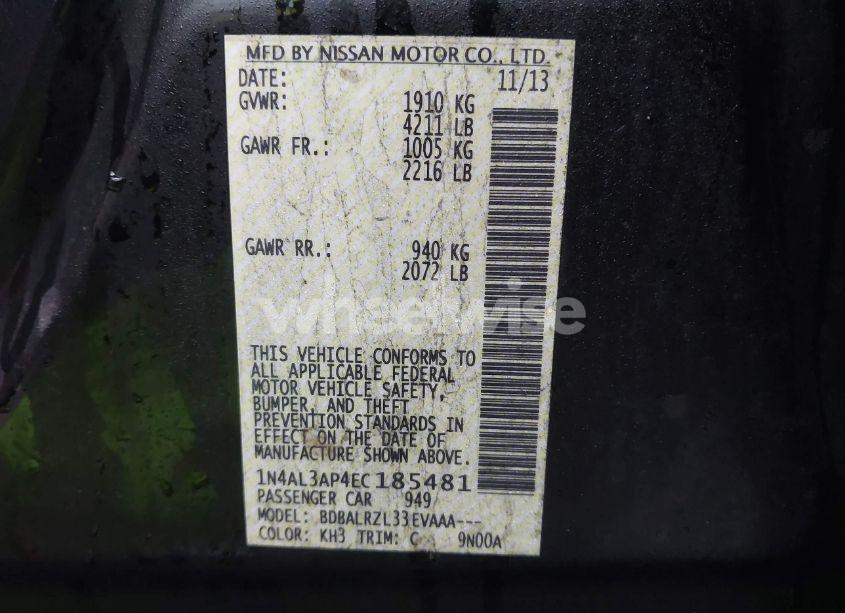 MFD BY NISSAN MOTOR CO., LTD.
DATE: 11/13
GVWR: 1910 KG
4211 LB
GAWR FR.: 1005 KG
2216 LB
GAWR RR.: 940 KG
2072 LB
wheelwise
THIS VEHICLE CONFORMS TO
ALL APPLICABLE FEDERAL
MOTOR VEHICLE SAFETY,
BUMPER, AND THEFT
PREVENTION STANDARDS IN
EFFECT ON THE DATE OF
MANUFACTURE SHOWN ABOVE.
1N4AL3AP4EC185481
PASSENGER CAR 949
MODEL: BDBALRZL33EVAAA---
COLOR: KH3 TRIM: C 9N00A